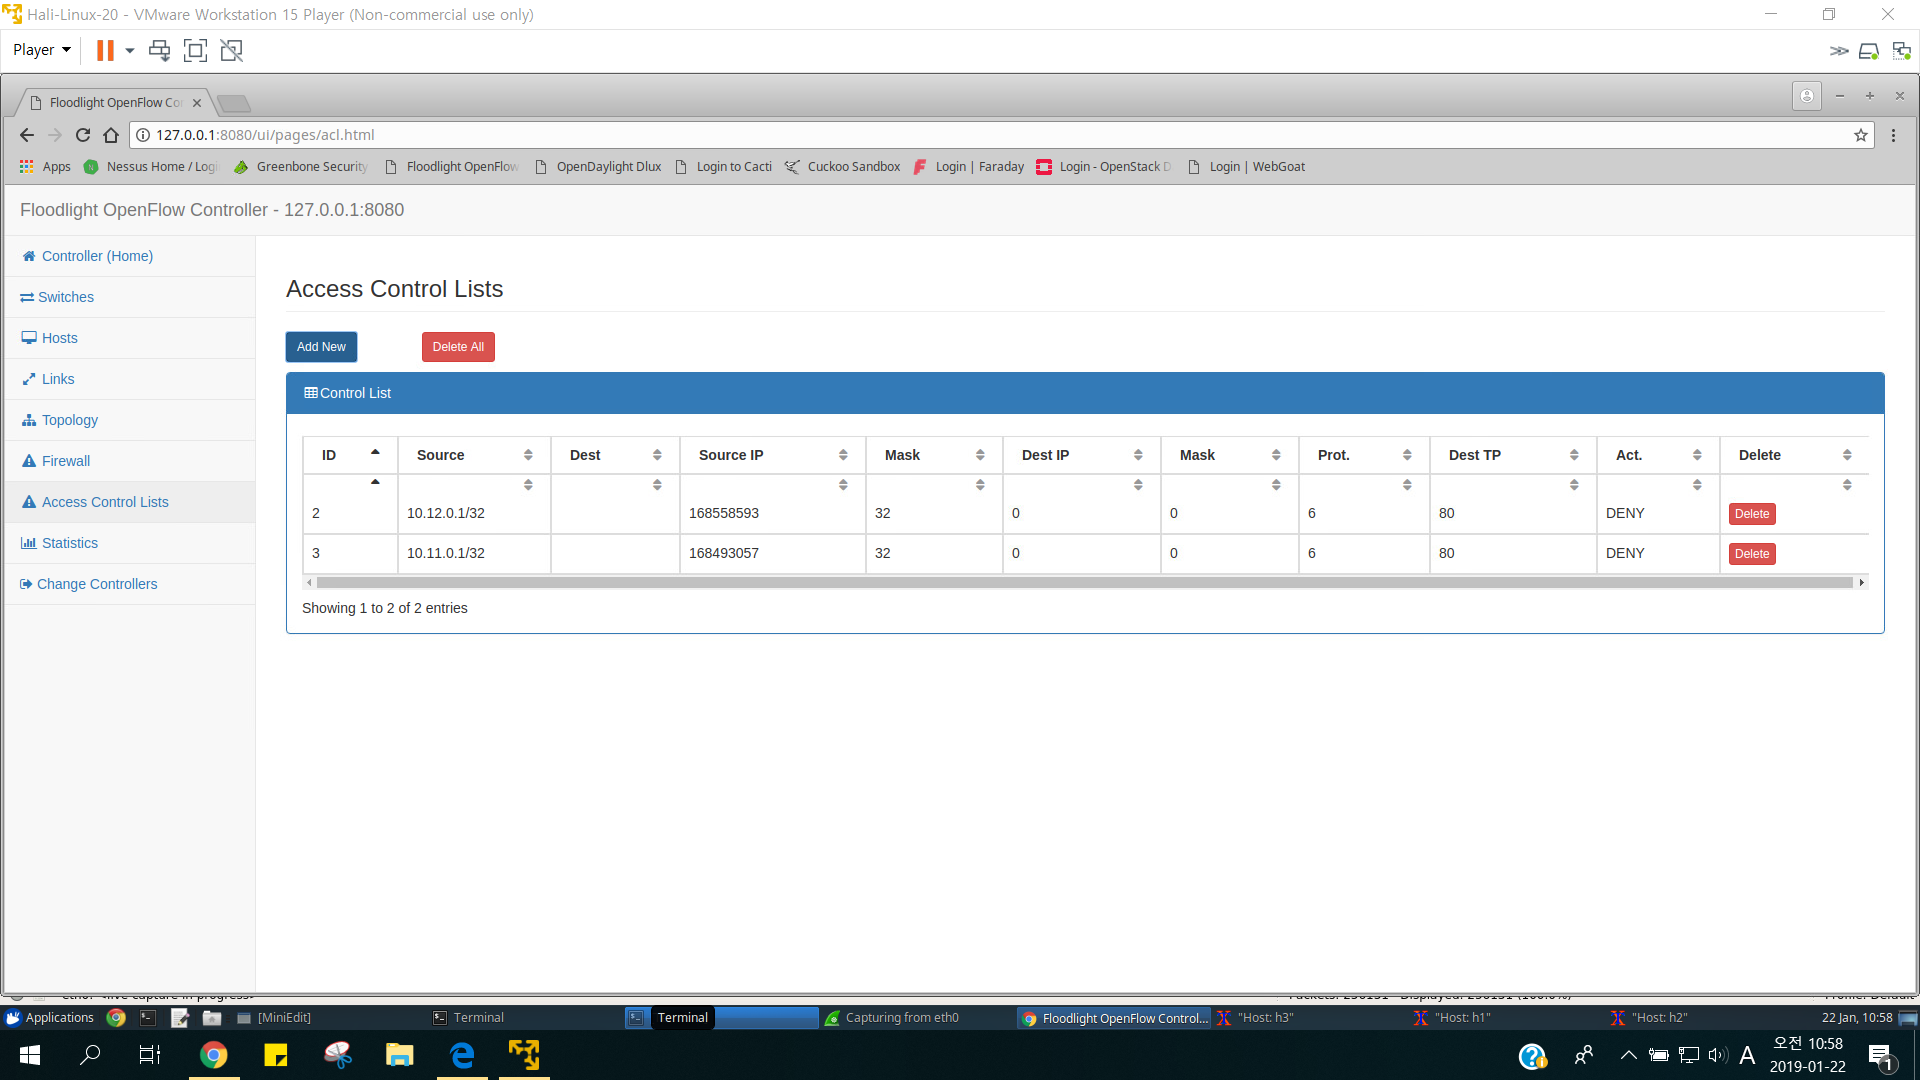 Hali-Linux-20 - VMware Workstation 15 Player (Non-commercial use only)
Player
Floodlight OpenFlow Co
127.0.0.1:8080/ui/pages/acl.html
Apps Nessus Home / Logi Greenbone Security Floodlight OpenFlow OpenDaylight Dlux Login to Cacti Cuckoo Sandbox Login | Faraday Login - OpenStack D Login | WebGoat
Floodlight OpenFlow Controller - 127.0.0.1:8080
Controller (Home)
Switches
Hosts
Links
Topology
Firewall
Access Control Lists
Statistics
Change Controllers
Access Control Lists
Add New Delete All
Control List
ID Source Dest Source IP Mask Dest IP Mask Prot. Dest TP Act. Delete
2 10.12.0.1/32 168558593 32 0 0 6 80 DENY Delete
3 10.11.0.1/32 168493057 32 0 0 6 80 DENY Delete
Showing 1 to 2 of 2 entries
Applications [MiniEdit] Terminal Terminal Capturing from eth0 Floodlight OpenFlow Control... "Host: h3" "Host: h1" "Host: h2" 22 Jan, 10:58
A 오전 10:58
2019-01-22
1